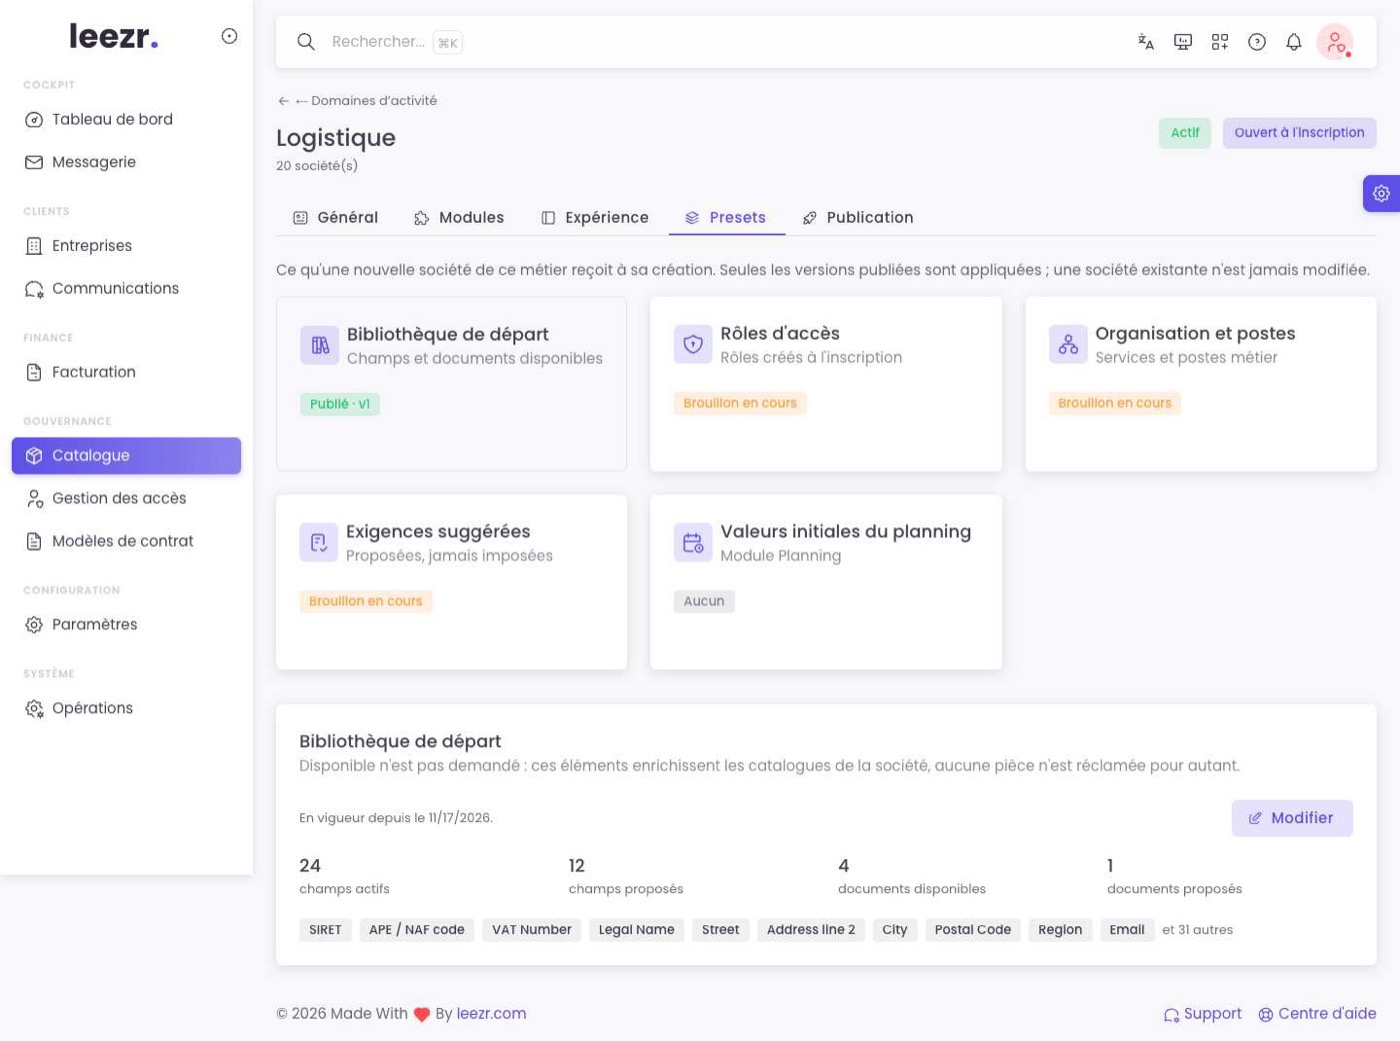 leezr.
COCKPIT
Tableau de bord
Messagerie
CLIENTS
Entreprises
Communications
FINANCE
Facturation
GOUVERNANCE
Catalogue
Gestion des accès
Modèles de contrat
CONFIGURATION
Paramètres
SYSTÈME
Opérations
Rechercher... ⌘K
← ← Domaines d'activité
Logistique
20 société(s)
Actif
Ouvert à l'inscription
Général
Modules
Expérience
Presets
Publication
Ce qu'une nouvelle société de ce métier reçoit à sa création. Seules les versions publiées sont appliquées ; une société existante n'est jamais modifiée.
Bibliothèque de départ
Champs et documents disponibles
Publié · v1
Rôles d'accès
Rôles créés à l'inscription
Brouillon en cours
Organisation et postes
Services et postes métier
Brouillon en cours
Exigences suggérées
Proposées, jamais imposées
Brouillon en cours
Valeurs initiales du planning
Module Planning
Aucun
Bibliothèque de départ
Disponible n'est pas demandé : ces éléments enrichissent les catalogues de la société, aucune pièce n'est réclamée pour autant.
En vigueur depuis le 11/17/2026.
Modifier
24
champs actifs
12
champs proposés
4
documents disponibles
1
documents proposés
SIRET APE / NAF code VAT Number Legal Name Street Address line 2 City Postal Code Region Email et 31 autres
© 2026 Made With ❤ By leezr.com
Support
Centre d'aide